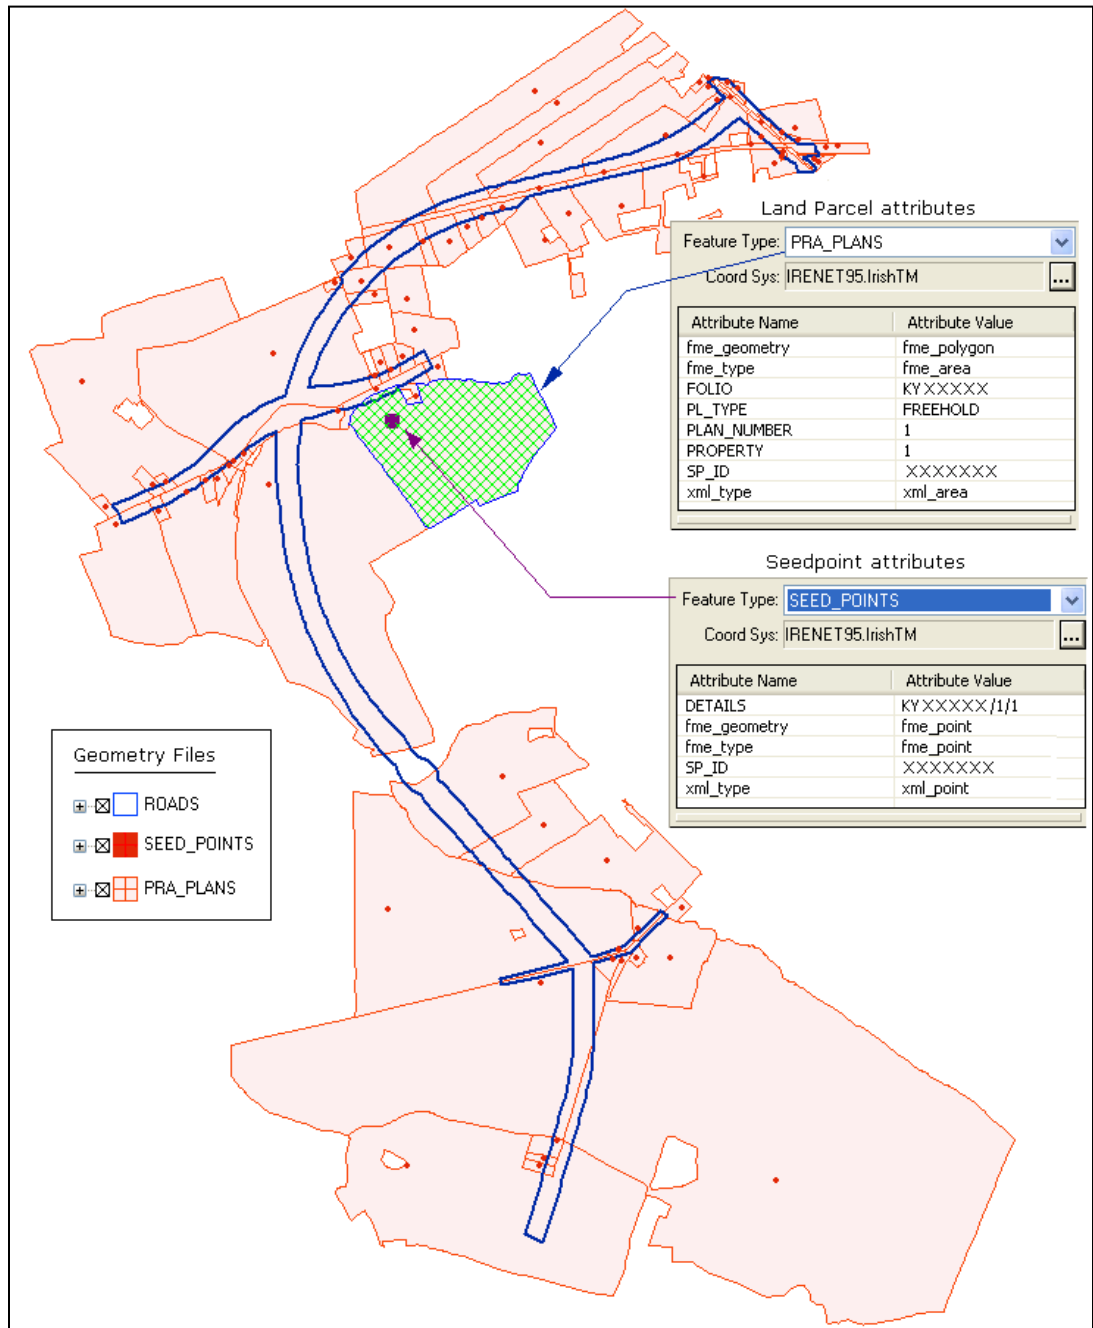 Land Parcel attributes
Feature Type: PRA_PLANS
Coord Sys: IRENET95.IrishTM ...
Attribute Name Attribute Value
fme_geometry fme_polygon
fme_type fme_area
FOLIO KYXXXXX
PL_TYPE FREEHOLD
PLAN_NUMBER 1
PROPERTY 1
SP_ID XXXXXXX
xml_type xml_area
Seedpoint attributes
Feature Type: SEED_POINTS
Coord Sys: IRENET95.IrishTM ...
Attribute Name Attribute Value
DETAILS KYXXXXX/1/1
fme_geometry fme_point
fme_type fme_point
SP_ID XXXXXXX
xml_type xml_point
Geometry Files
ROADS
SEED_POINTS
PRA_PLANS